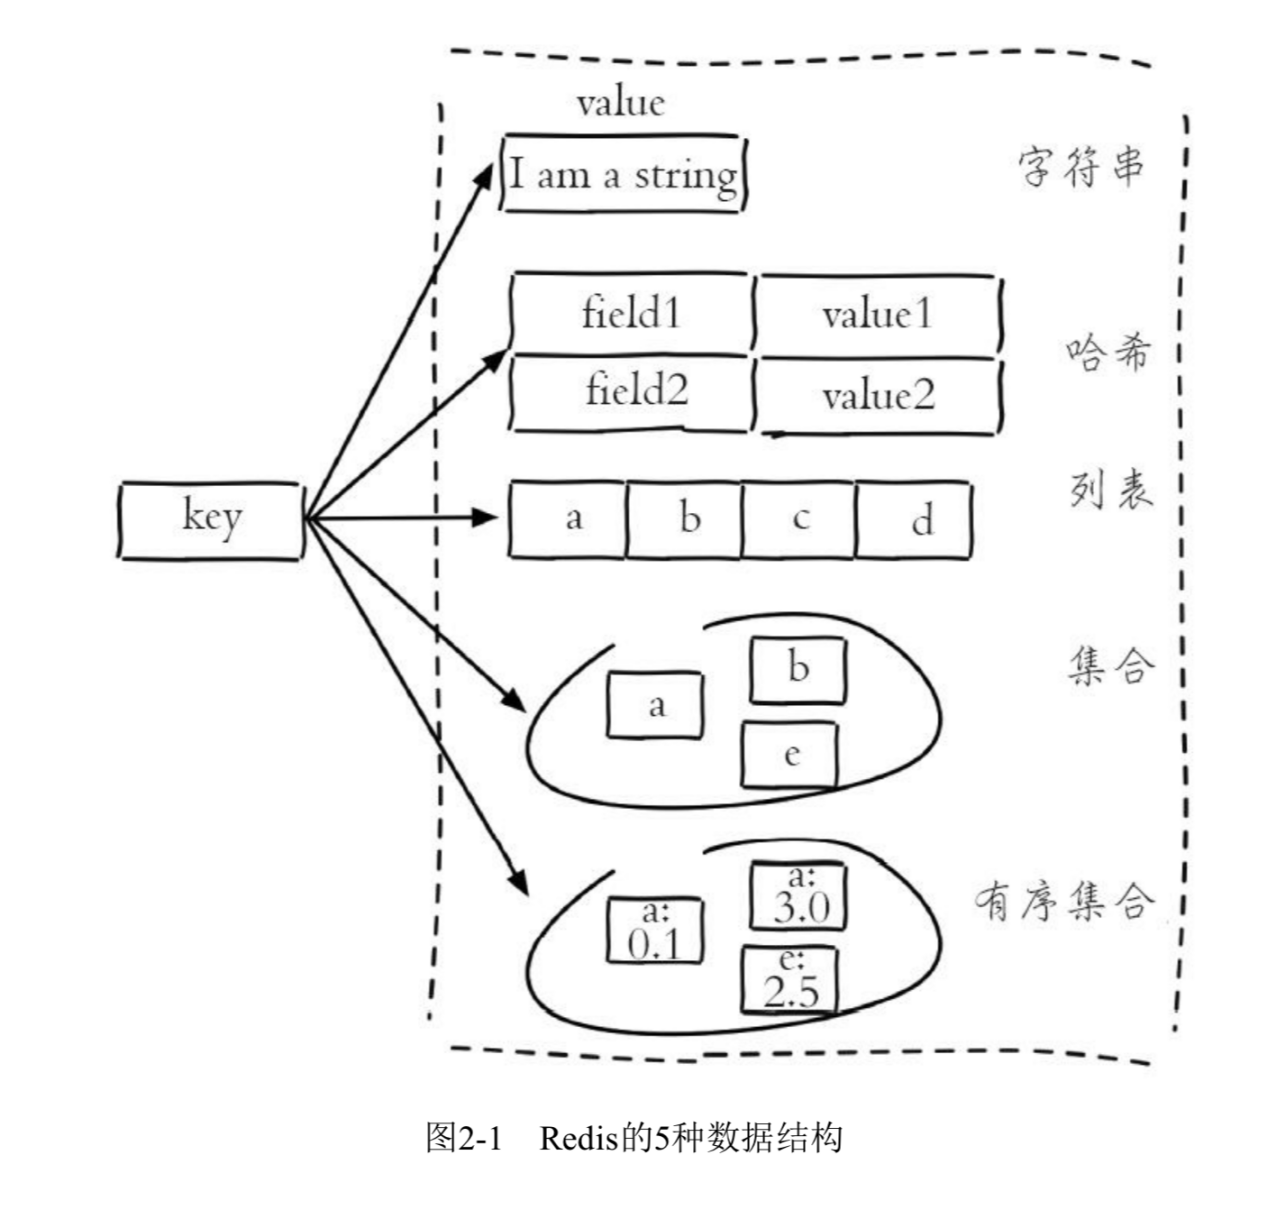 value
I am a string
字符串
field1 value1
哈希
field2 value2
列表
key
a b c d
集合
b
a
e
有序集合
a:
3.0
a:
0.1
e:
2.5
图2-1 Redis的5种数据结构